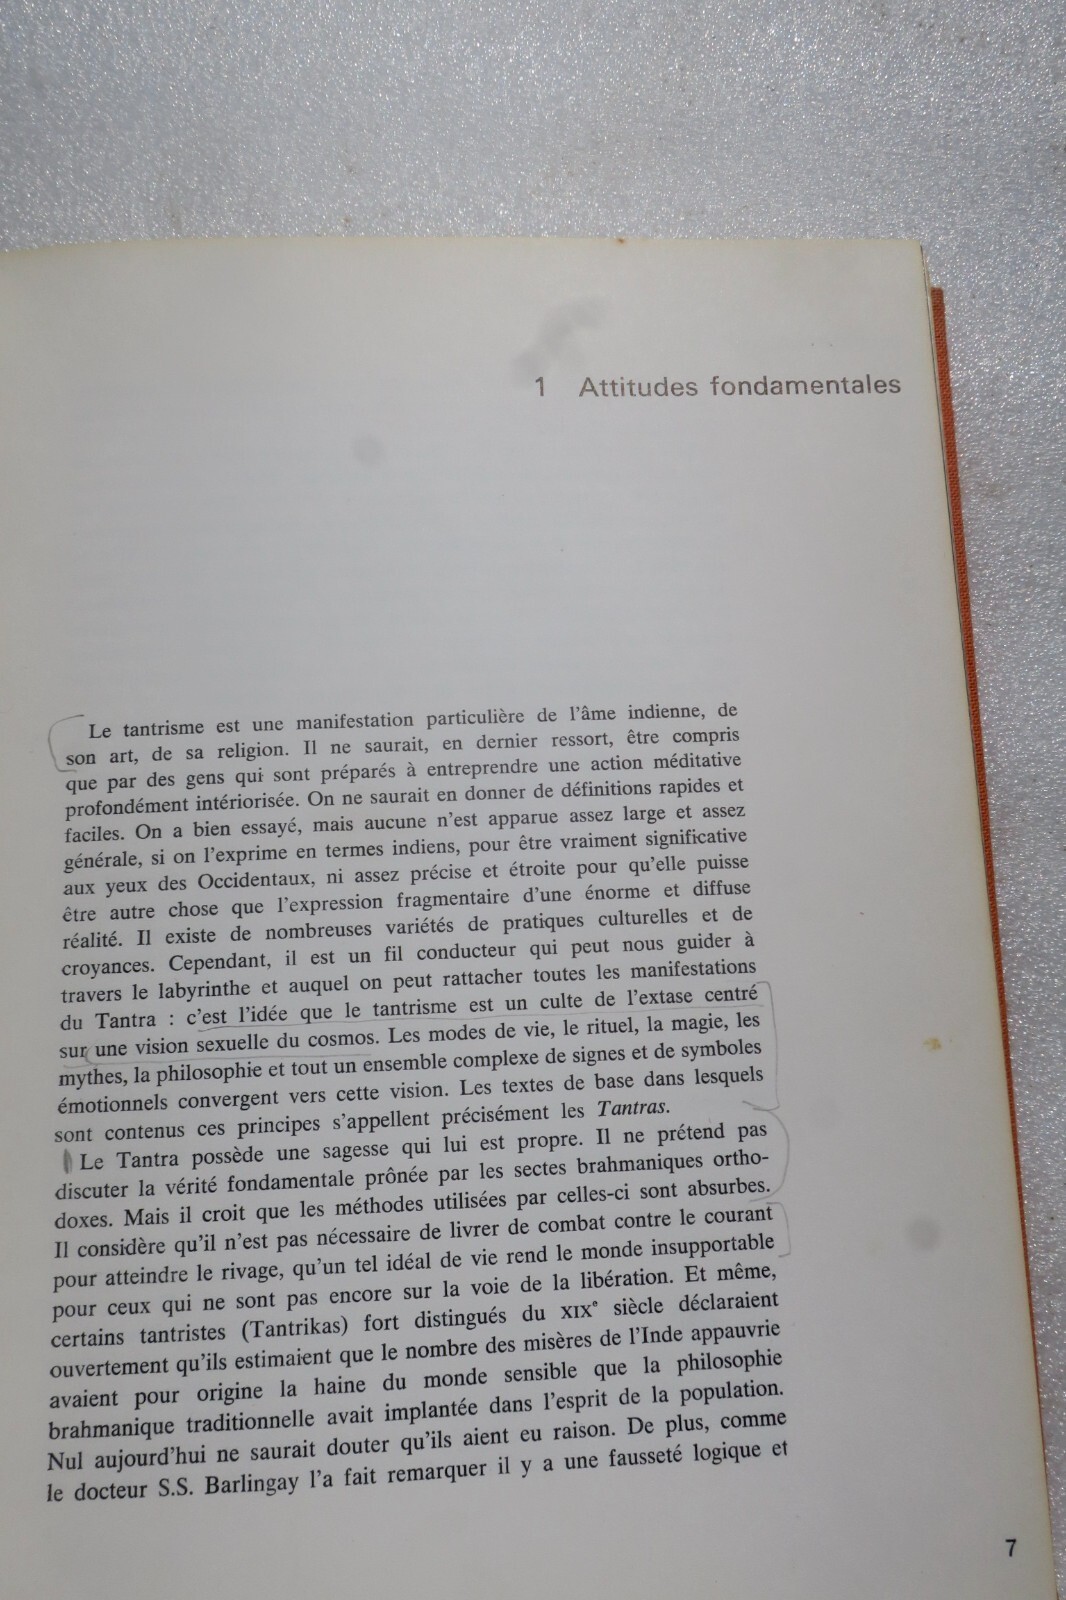 1 Attitudes fondamentales
Le tantrisme est une manifestation particulière de l'âme indienne, de
son art, de sa religion. Il ne saurait, en dernier ressort, être compris
que par des gens qui sont préparés à entreprendre une action méditative
profondément intériorisée. On ne saurait en donner de définitions rapides et
faciles. On a bien essayé, mais aucune n'est apparue assez large et assez
générale, si on l'exprime en termes indiens, pour être vraiment significative
aux yeux des Occidentaux, ni assez précise et étroite pour qu'elle puisse
être autre chose que l'expression fragmentaire d'une énorme et diffuse
réalité. Il existe de nombreuses variétés de pratiques culturelles et de
croyances. Cependant, il est un fil conducteur qui peut nous guider à
travers le labyrinthe et auquel on peut rattacher toutes les manifestations
du Tantra : c'est l'idée que le tantrisme est un culte de l'extase centré
sur une vision sexuelle du cosmos. Les modes de vie, le rituel, la magie, les
mythes, la philosophie et tout un ensemble complexe de signes et de symboles
émotionnels convergent vers cette vision. Les textes de base dans lesquels
sont contenus ces principes s'appellent précisément les Tantras.
Le Tantra possède une sagesse qui lui est propre. Il ne prétend pas
discuter la vérité fondamentale prônée par les sectes brahmaniques ortho-
doxes. Mais il croit que les méthodes utilisées par celles-ci sont absurbes.
Il considère qu'il n'est pas nécessaire de livrer de combat contre le courant
pour atteindre le rivage, qu'un tel idéal de vie rend le monde insupportable
pour ceux qui ne sont pas encore sur la voie de la libération. Et même,
certains tantristes (Tantrikas) fort distingués du XIXe siècle déclaraient
ouvertement qu'ils estimaient que le nombre des misères de l'Inde appauvrie
avaient pour origine la haine du monde sensible que la philosophie
brahmanique traditionnelle avait implantée dans l'esprit de la population.
Nul aujourd'hui ne saurait douter qu'ils aient eu raison. De plus, comme
le docteur S.S. Barlingay l'a fait remarquer il y a une fausseté logique et
7